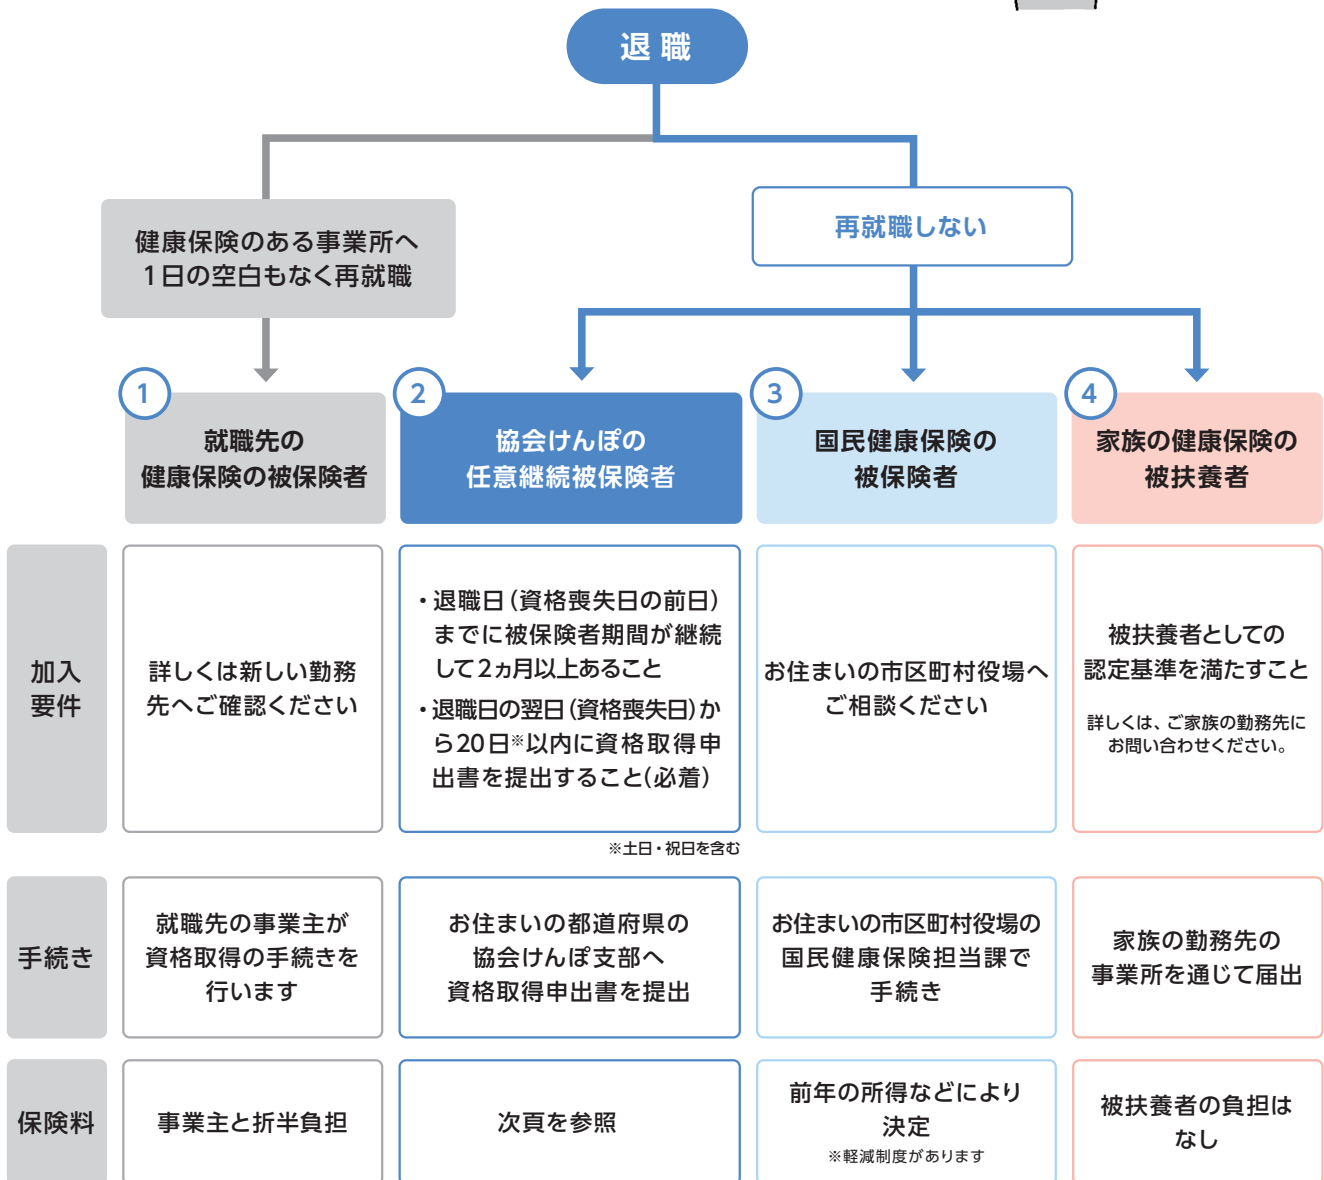 退職
健康保険のある事業所へ
1日の空白もなく再就職
再就職しない
1
就職先の
健康保険の被保険者
2
協会けんぽの
任意継続被保険者
3
国民健康保険の
被保険者
4
家族の健康保険の
被扶養者
加入
要件
詳しくは新しい勤務
先へご確認ください
・退職日(資格喪失日の前日)
までに被保険者期間が継続
して2ヵ月以上あること
・退職日の翌日(資格喪失日)か
ら20日※以内に資格取得申
出書を提出すること(必着)
※土日・祝日を含む
お住まいの市区町村役場へ
ご相談ください
被扶養者としての
認定基準を満たすこと
詳しくは、ご家族の勤務先に
お問い合わせください。
手続き
就職先の事業主が
資格取得の手続きを
行います
お住まいの都道府県の
協会けんぽ支部へ
資格取得申出書を提出
お住まいの市区町村役場の
国民健康保険担当課で
手続き
家族の勤務先の
事業所を通じて届出
保険料
事業主と折半負担
次頁を参照
前年の所得などにより
決定
※軽減制度があります
被扶養者の負担は
なし